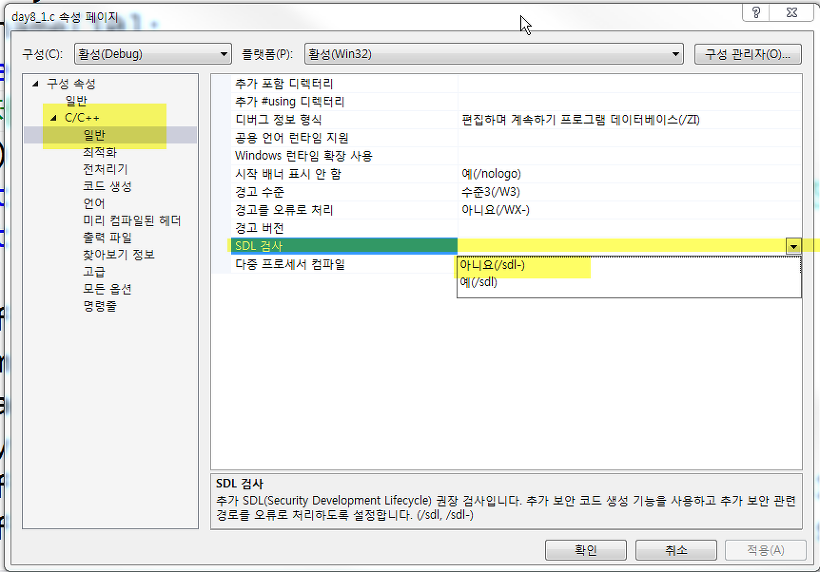 day8_1.c 속성 페이지
구성(C): 활성(Debug) 플랫폼(P): 활성(Win32) 구성 관리자(O)...
구성 속성
일반
C/C++
일반
최적화
전처리기
코드 생성
언어
미리 컴파일된 헤더
출력 파일
찾아보기 정보
고급
모든 옵션
명령줄
추가 포함 디렉터리
추가 #using 디렉터리
디버그 정보 형식 편집하며 계속하기 프로그램 데이터베이스(/ZI)
공용 언어 런타임 지원
Windows 런타임 확장 사용
시작 배너 표시 안 함 예(/nologo)
경고 수준 수준3(/W3)
경고를 오류로 처리 아니요(/WX-)
경고 버전
SDL 검사
다중 프로세서 컴파일 아니요(/sdl-)
예(/sdl)
SDL 검사
추가 SDL(Security Development Lifecycle) 권장 검사입니다. 추가 보안 코드 생성 기능을 사용하고 추가 보안 관련
경로를 오류로 처리하도록 설정합니다. (/sdl, /sdl-)
확인 취소 적용(A)